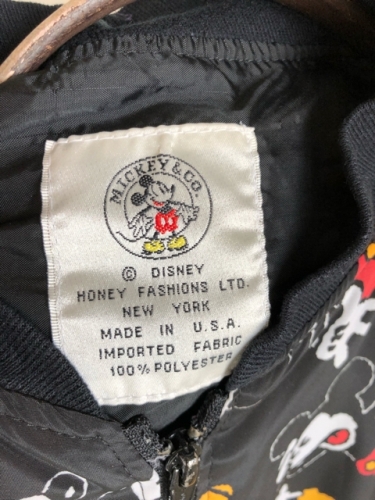 MICKEY & CO.
© DISNEY
HONEY FASHIONS LTD.
NEW YORK
MADE IN U.S.A.
IMPORTED FABRIC
100% POLYESTER